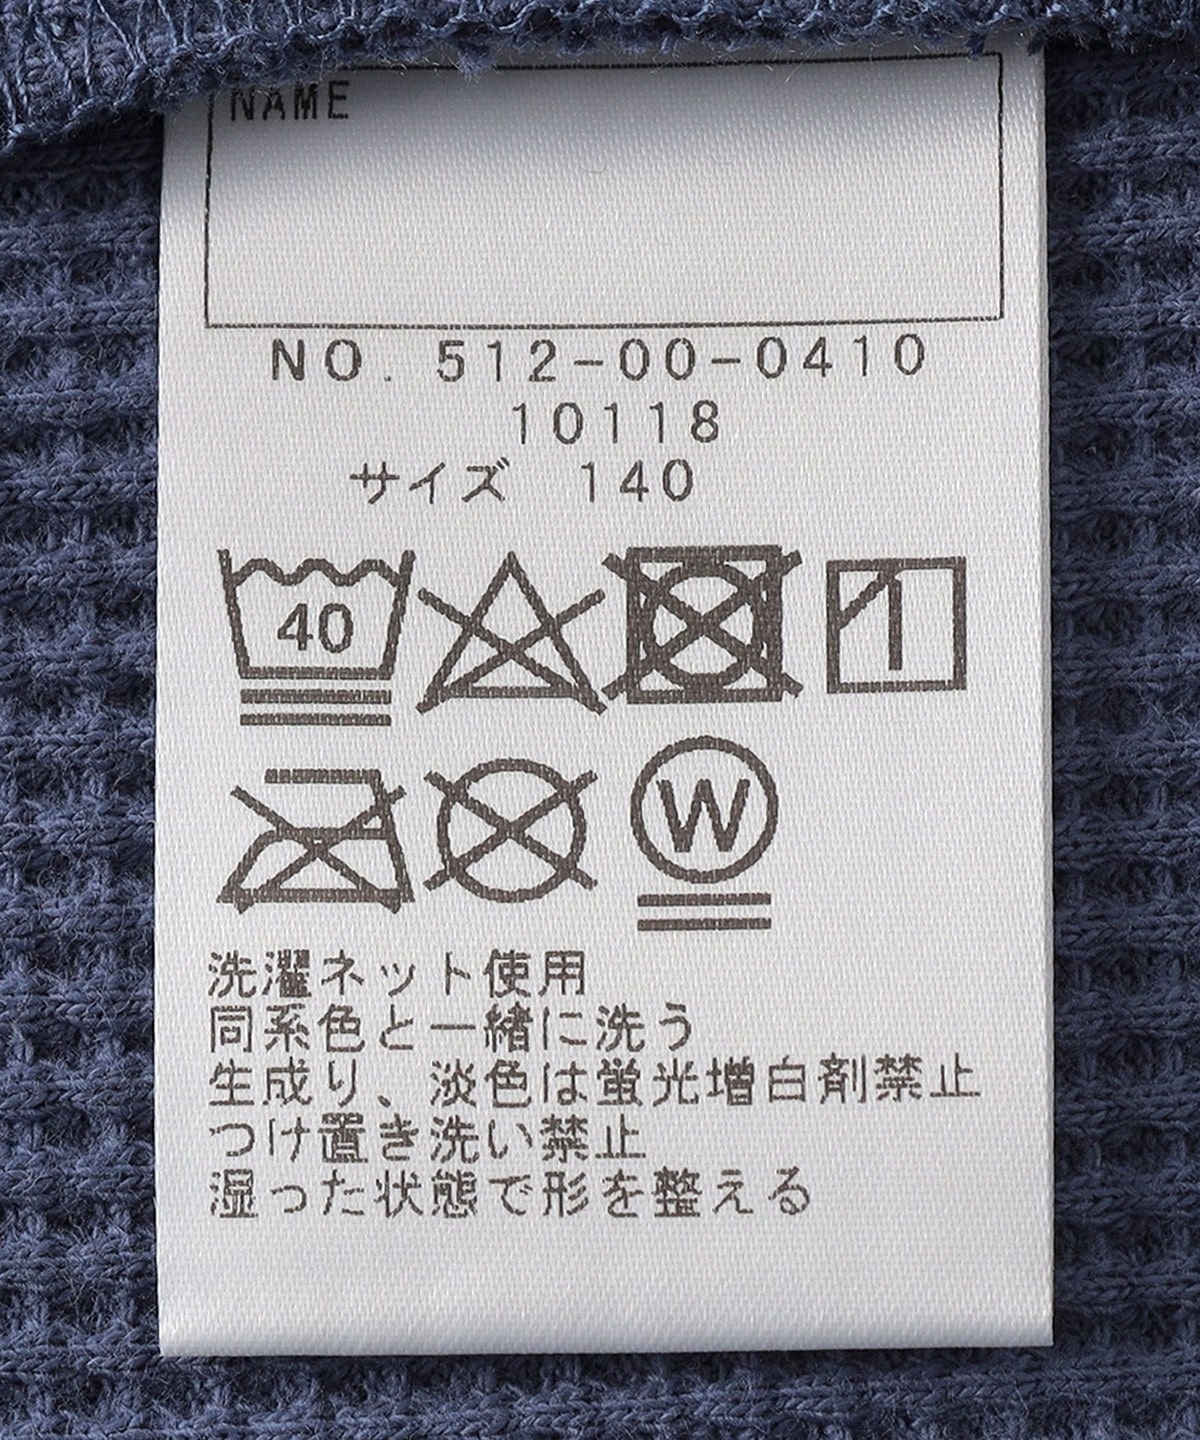 NAME
NO. 512-00-0410
10118
サイズ 140
40
W
洗濯ネット使用
同系色と一緒に洗う
生成り、淡色は蛍光増白剤禁止
つけ置き洗い禁止
湿った状態で形を整える